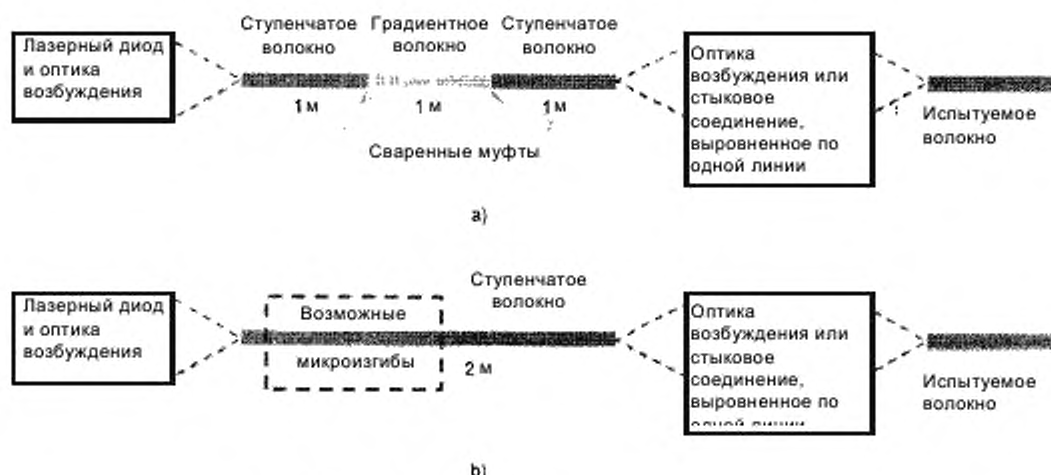 Лазерный диод
и оптика
возбуждения
Ступенчатое
волокно
Градиентное
волокно
Ступенчатое
волокно
1 м
1 м
1 м
Сваренные муфты
Оптика
возбуждения или
стыковое
соединение,
выровненное по
одной линии
Испытуемое
волокно
a)
Лазерный диод
и оптика
возбуждения
Возможные
микроизгибы
Ступенчатое
волокно
2 м
Оптика
возбуждения или
стыковое
соединение,
выровненное по
одной линии
Испытуемое
волокно
b)